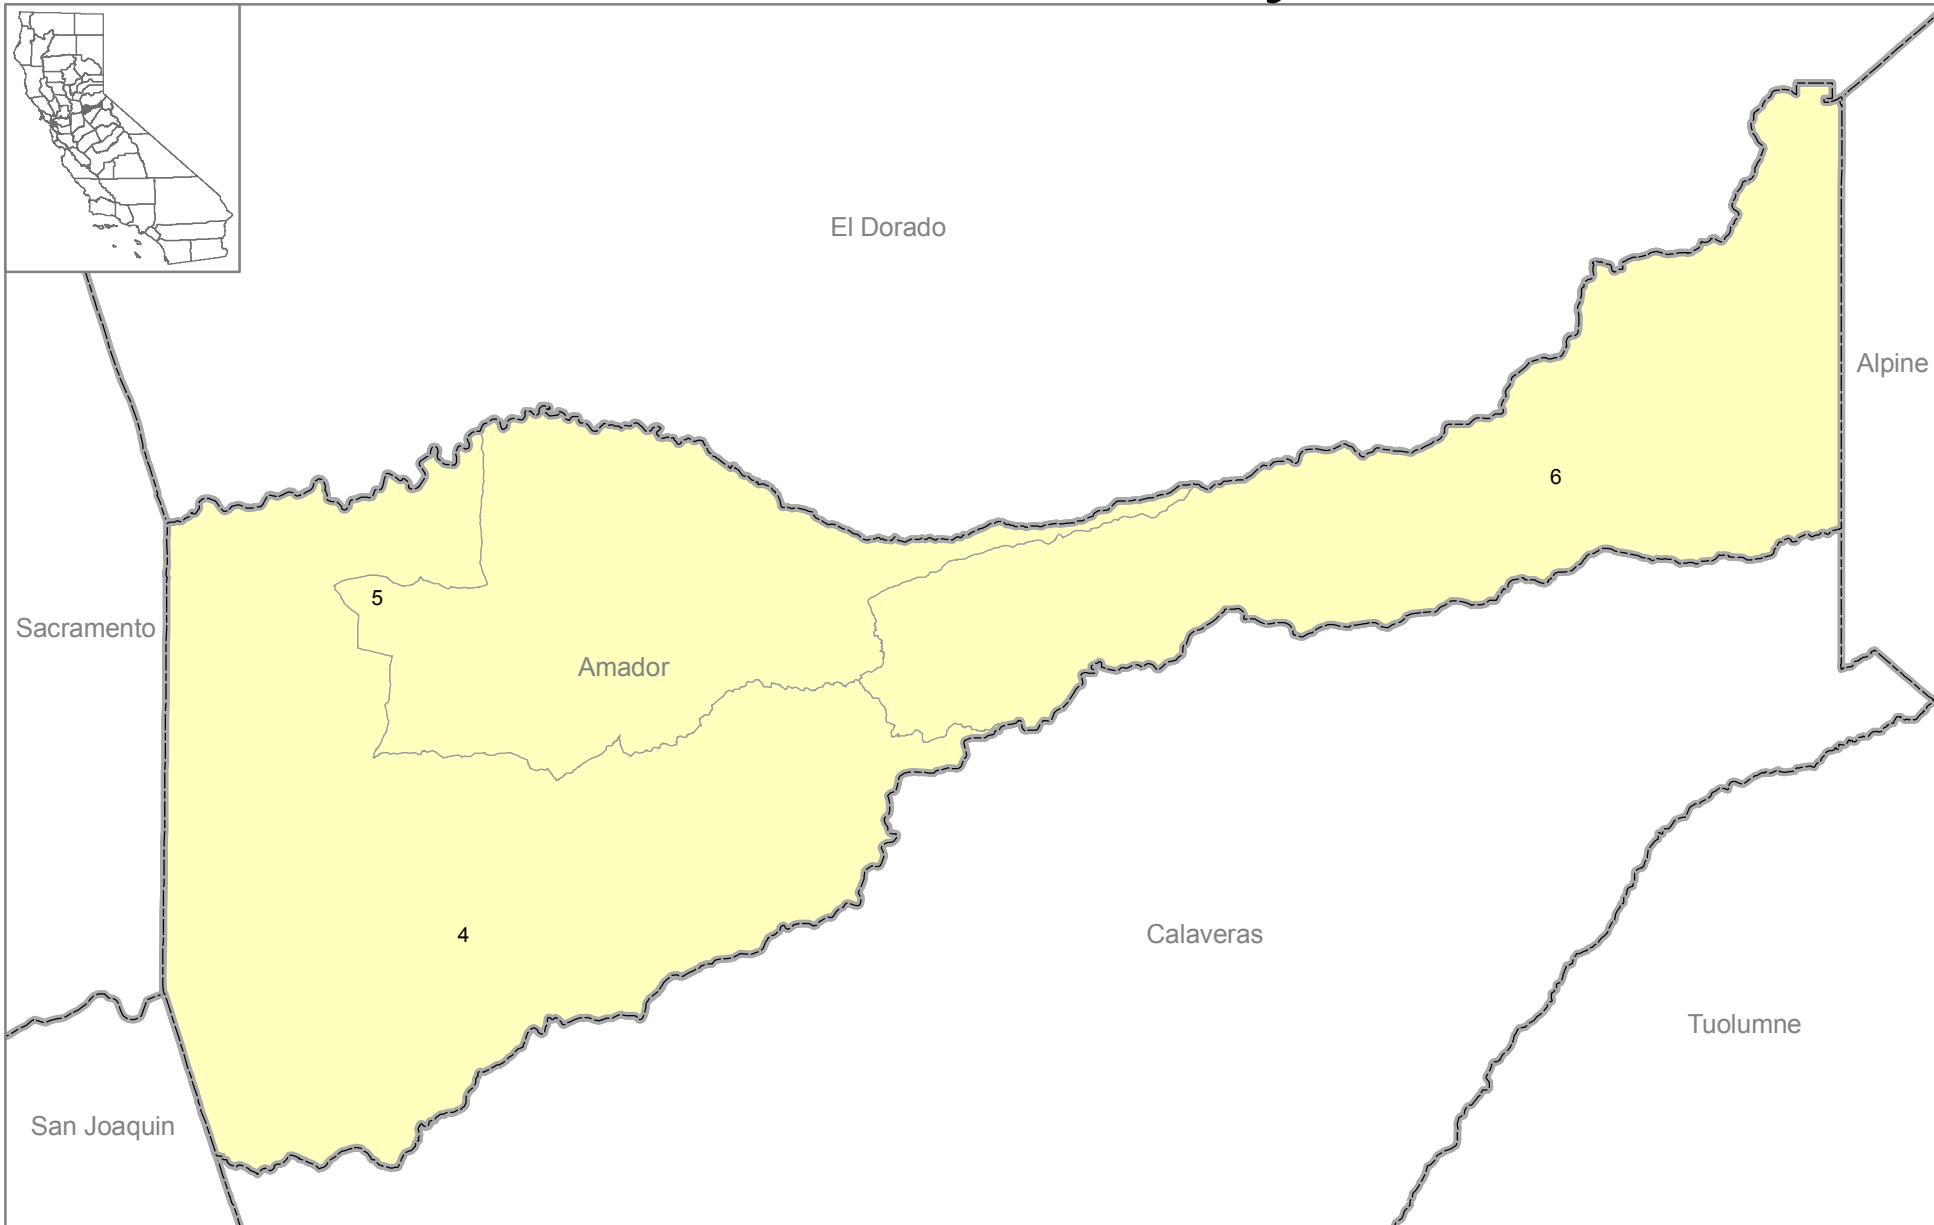 El Dorado
Alpine
6
5
Sacramento
Amador
4
Calaveras
Tuolumne
San Joaquin